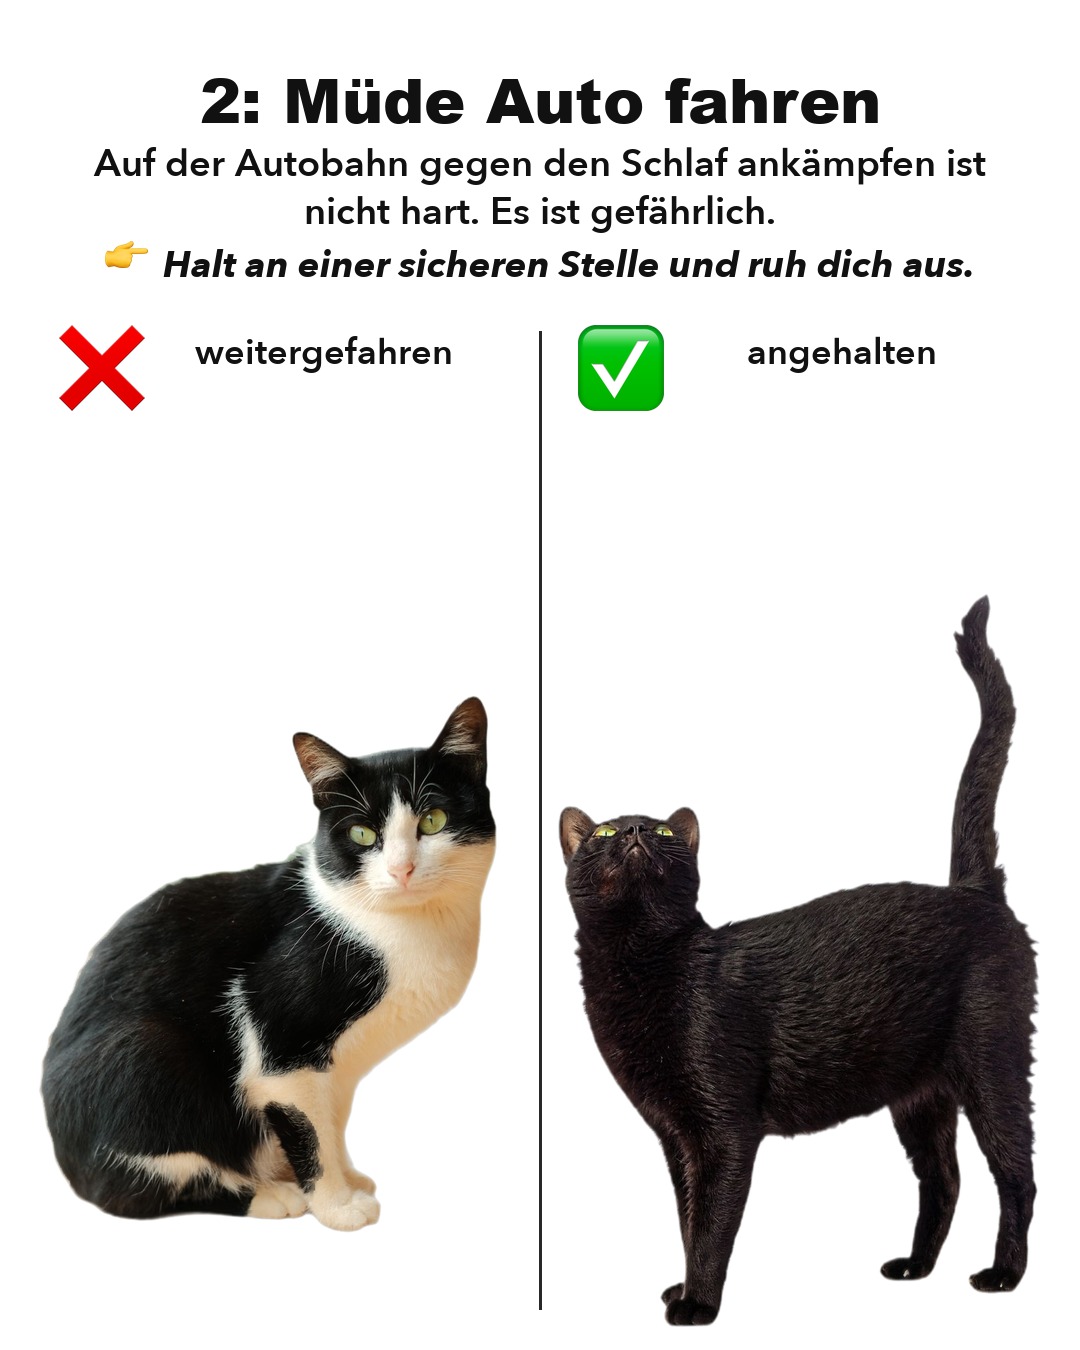 2: Müde Auto fahren
Auf der Autobahn gegen den Schlaf ankämpfen ist
nicht hart. Es ist gefährlich.
👉 Halt an einer sicheren Stelle und ruh dich aus.
❌ weitergefahren
✅ angehalten